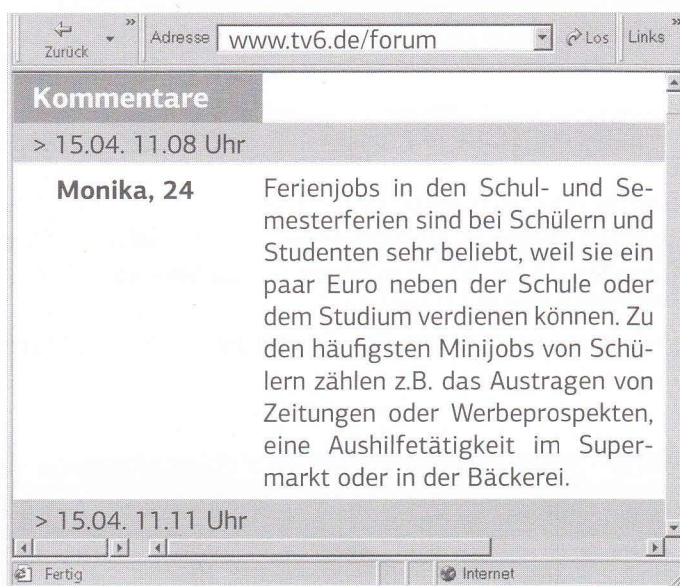 Zurück » Adresse www.tv6.de/forum Los Links »
Kommentare
> 15.04. 11.08 Uhr
Monika, 24 Ferienjobs in den Schul- und Se-
mesterferien sind bei Schülern und
Studenten sehr beliebt, weil sie ein
paar Euro neben der Schule oder
dem Studium verdienen können. Zu
den häufigsten Minijobs von Schü-
lern zählen z.B. das Austragen von
Zeitungen oder Werbeprospekten,
eine Aushilfetätigkeit im Super-
markt oder in der Bäckerei.
> 15.04. 11.11 Uhr
Fertig Internet